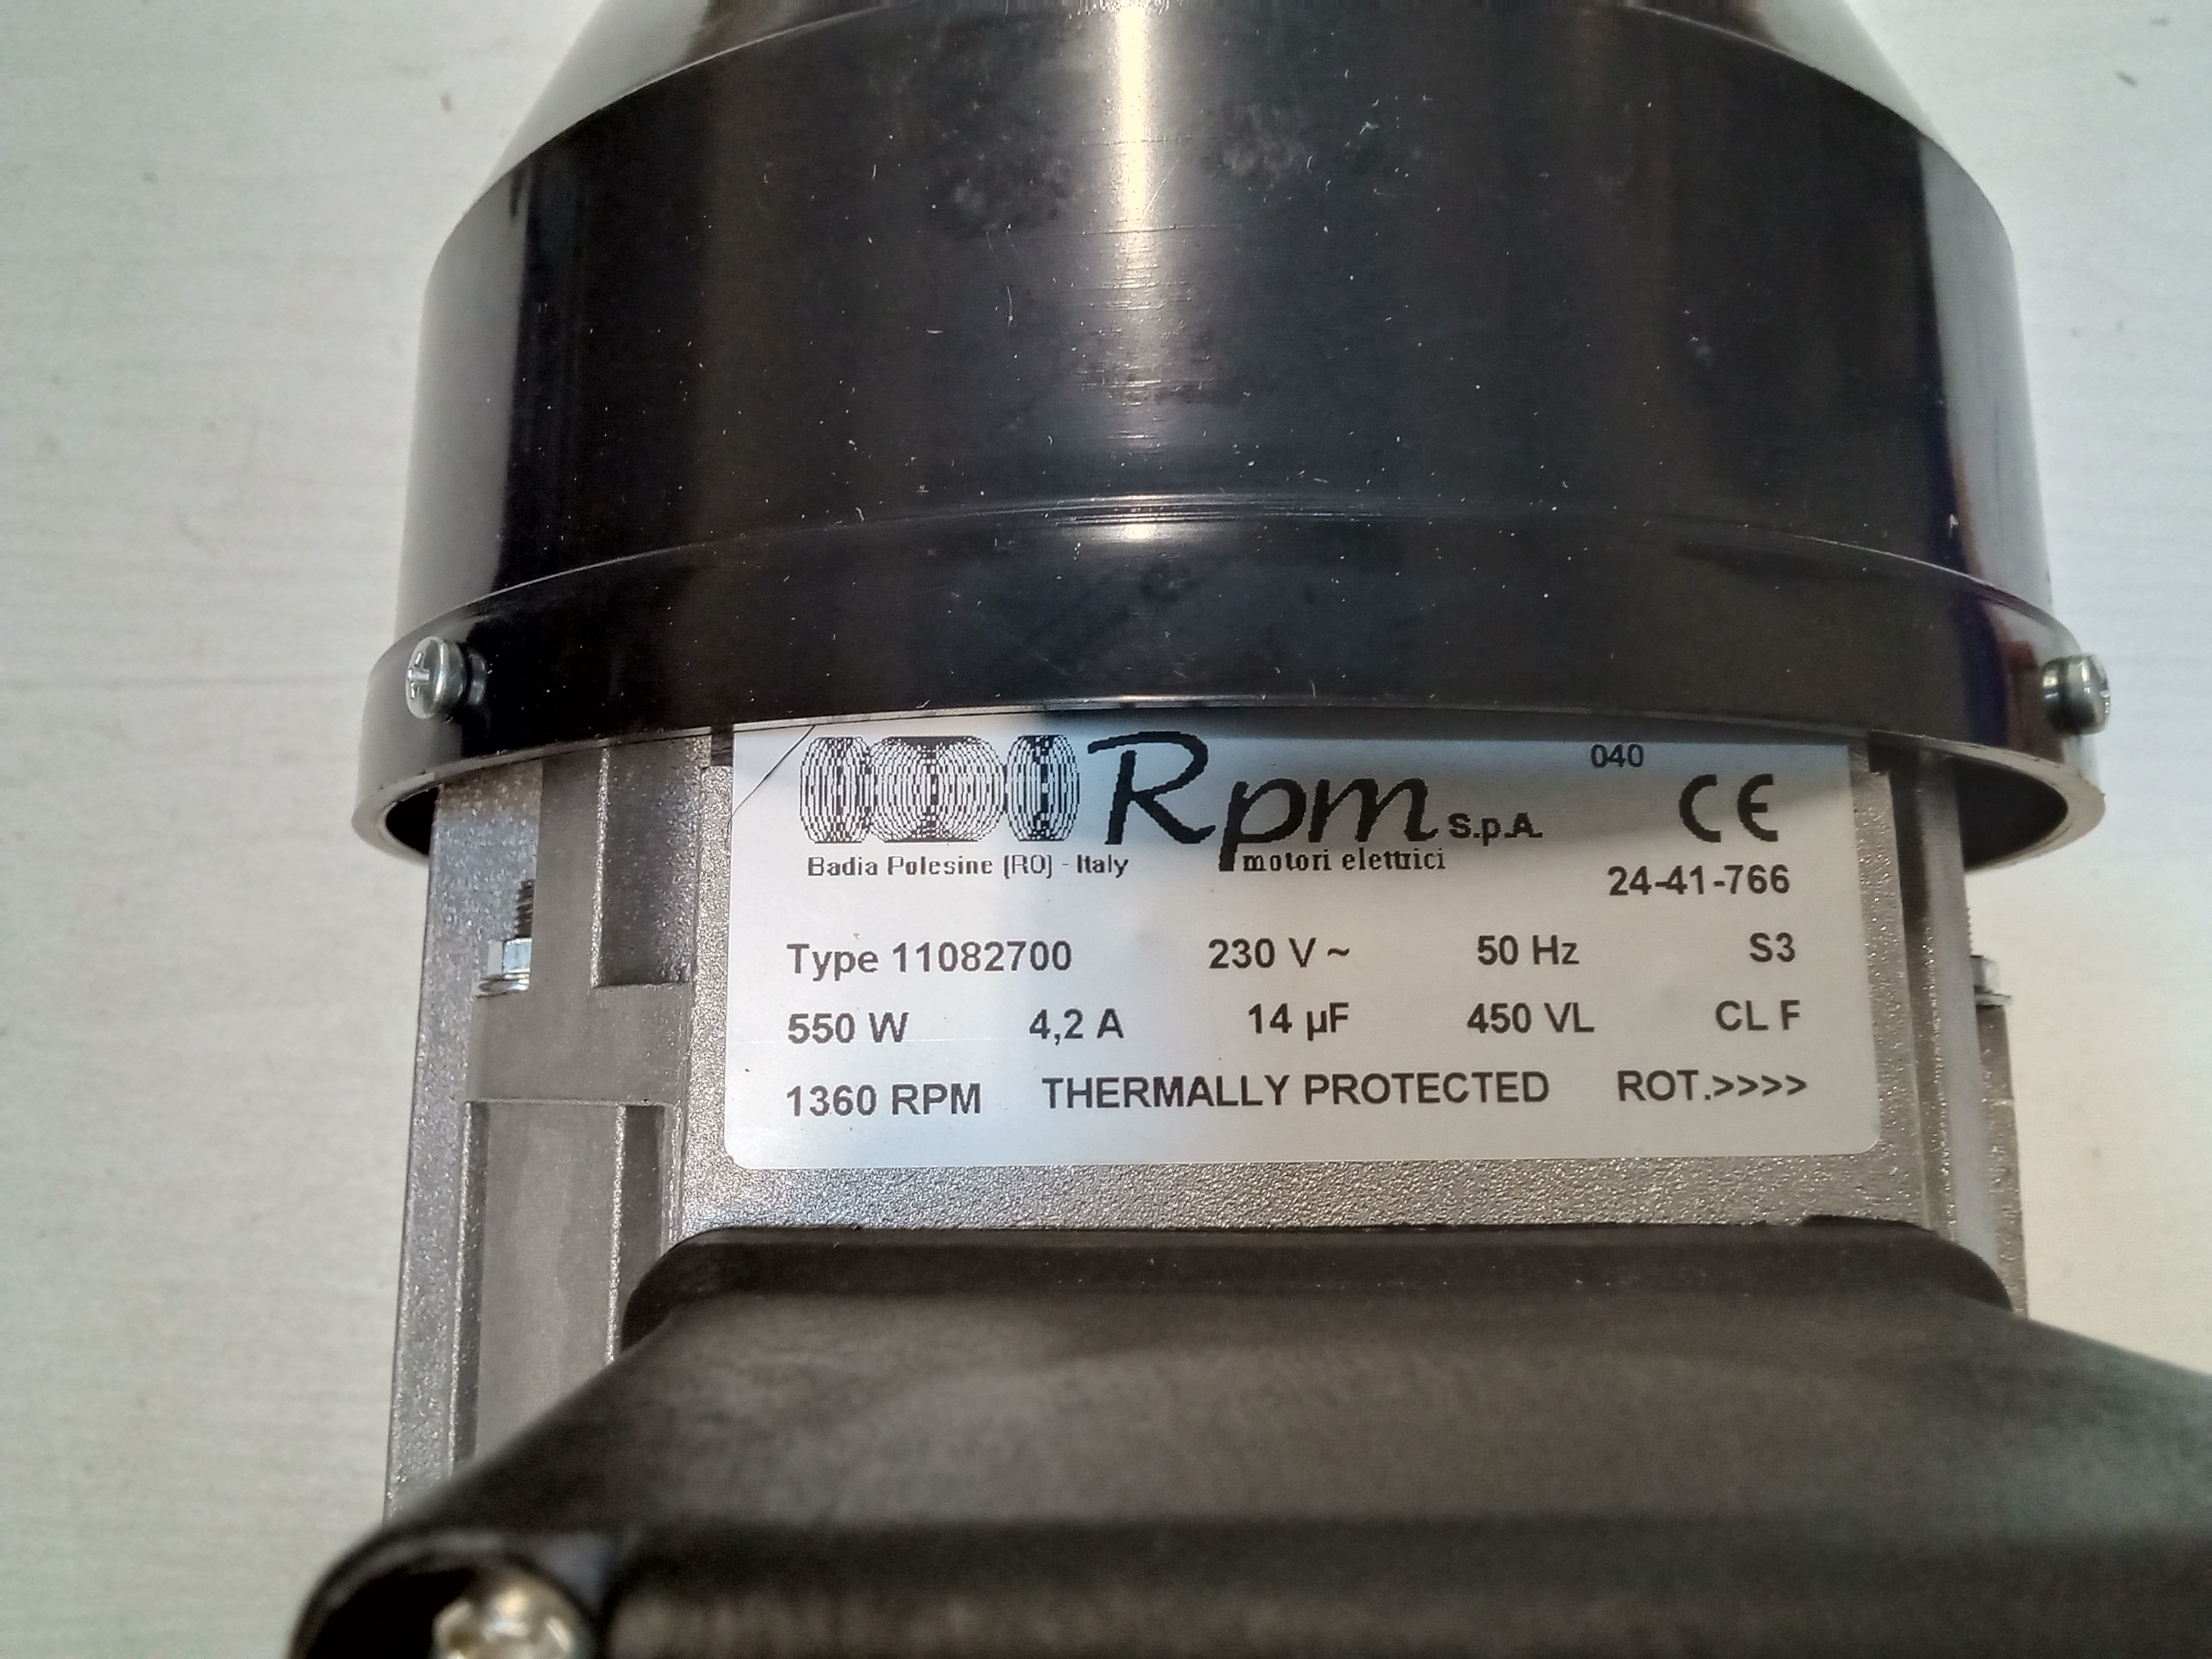 Rpm S.p.A. 040
CE
Badia Polesine (RO) - Italy motori elettrici
24-41-766
Type 11082700 230 V ~ 50 Hz S3
550 W 4,2 A 14 µF 450 VL CL F
1360 RPM THERMALLY PROTECTED ROT.>>>>